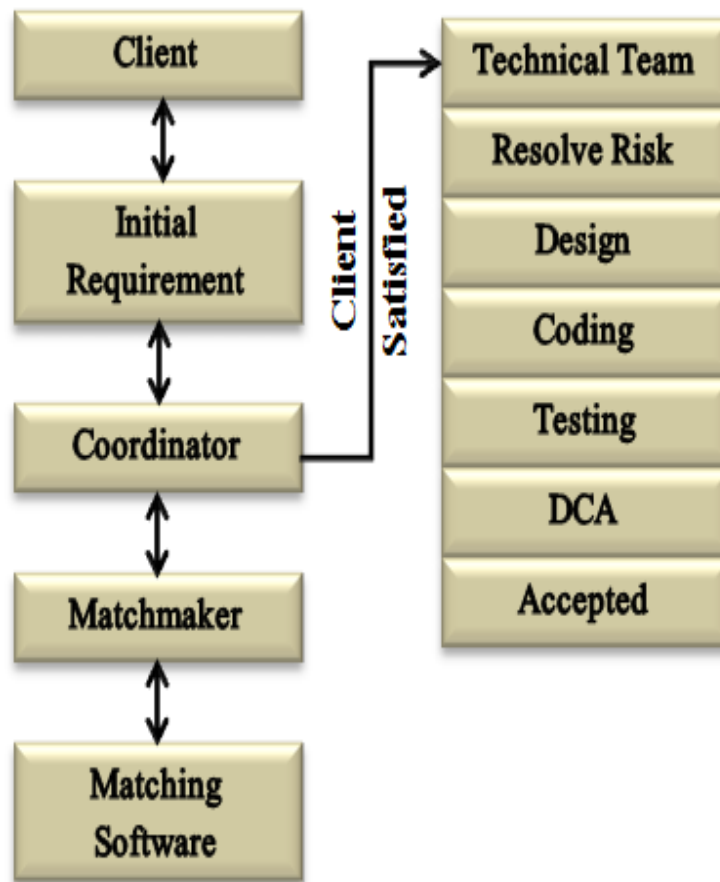 Client
Initial
Requirement
Coordinator
Matchmaker
Matching
Software
Client
Satisfied
Technical Team
Resolve Risk
Design
Coding
Testing
DCA
Accepted